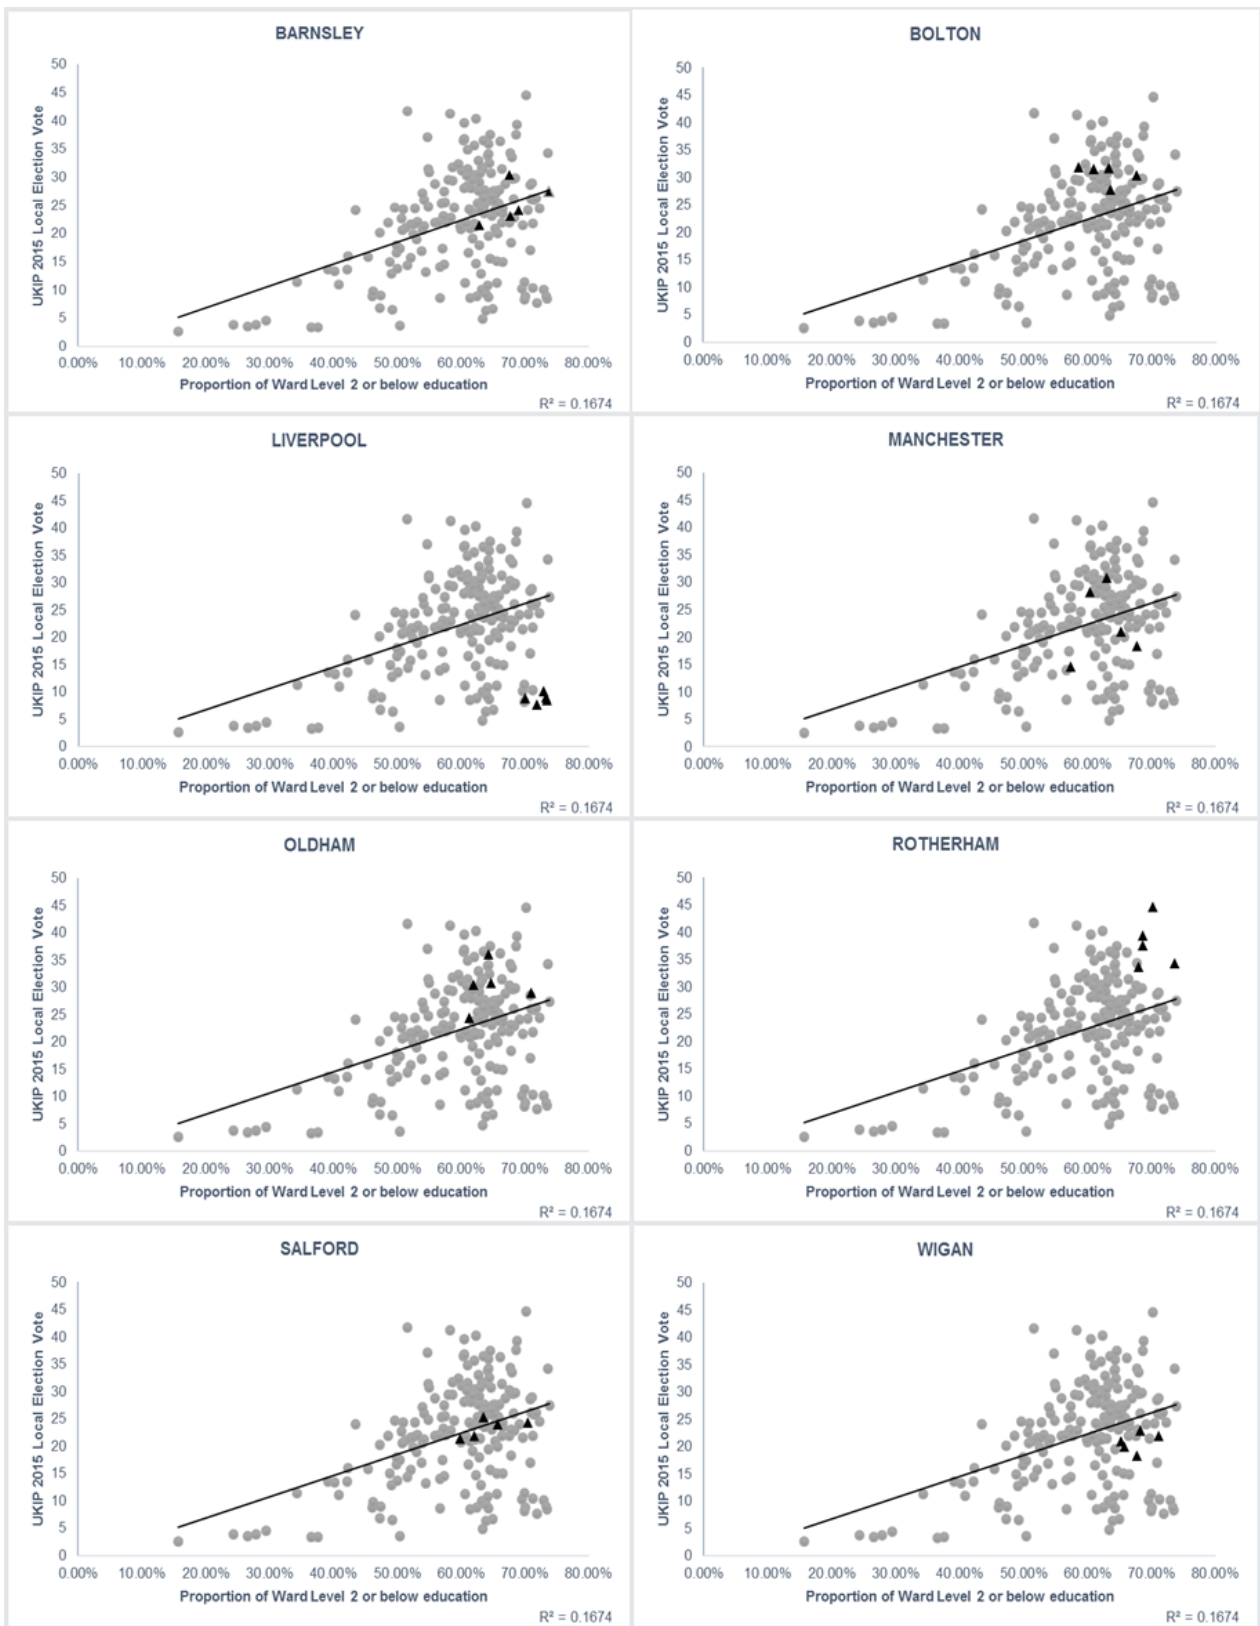 BARNSLEY
UKIP 2015 Local Election Vote
50
45
40
35
30
25
20
15
10
5
0
0.00% 10.00% 20.00% 30.00% 40.00% 50.00% 60.00% 70.00% 80.00%
Proportion of Ward Level 2 or below education
R² = 0.1674
BOLTON
UKIP 2015 Local Election Vote
50
45
40
35
30
25
20
15
10
5
0
0.00% 10.00% 20.00% 30.00% 40.00% 50.00% 60.00% 70.00% 80.00%
Proportion of Ward Level 2 or below education
R² = 0.1674
LIVERPOOL
UKIP 2015 Local Election Vote
50
45
40
35
30
25
20
15
10
5
0
0.00% 10.00% 20.00% 30.00% 40.00% 50.00% 60.00% 70.00% 80.00%
Proportion of Ward Level 2 or below education
R² = 0.1674
MANCHESTER
UKIP 2015 Local Election Vote
50
45
40
35
30
25
20
15
10
5
0
0.00% 10.00% 20.00% 30.00% 40.00% 50.00% 60.00% 70.00% 80.00%
Proportion of Ward Level 2 or below education
R² = 0.1674
OLDHAM
UKIP 2015 Local Election Vote
50
45
40
35
30
25
20
15
10
5
0
0.00% 10.00% 20.00% 30.00% 40.00% 50.00% 60.00% 70.00% 80.00%
Proportion of Ward Level 2 or below education
R² = 0.1674
ROTHERHAM
UKIP 2015 Local Election Vote
50
45
40
35
30
25
20
15
10
5
0
0.00% 10.00% 20.00% 30.00% 40.00% 50.00% 60.00% 70.00% 80.00%
Proportion of Ward Level 2 or below education
R² = 0.1674
SALFORD
UKIP 2015 Local Election Vote
50
45
40
35
30
25
20
15
10
5
0
0.00% 10.00% 20.00% 30.00% 40.00% 50.00% 60.00% 70.00% 80.00%
Proportion of Ward Level 2 or below education
R² = 0.1674
WIGAN
UKIP 2015 Local Election Vote
50
45
40
35
30
25
20
15
10
5
0
0.00% 10.00% 20.00% 30.00% 40.00% 50.00% 60.00% 70.00% 80.00%
Proportion of Ward Level 2 or below education
R² = 0.1674